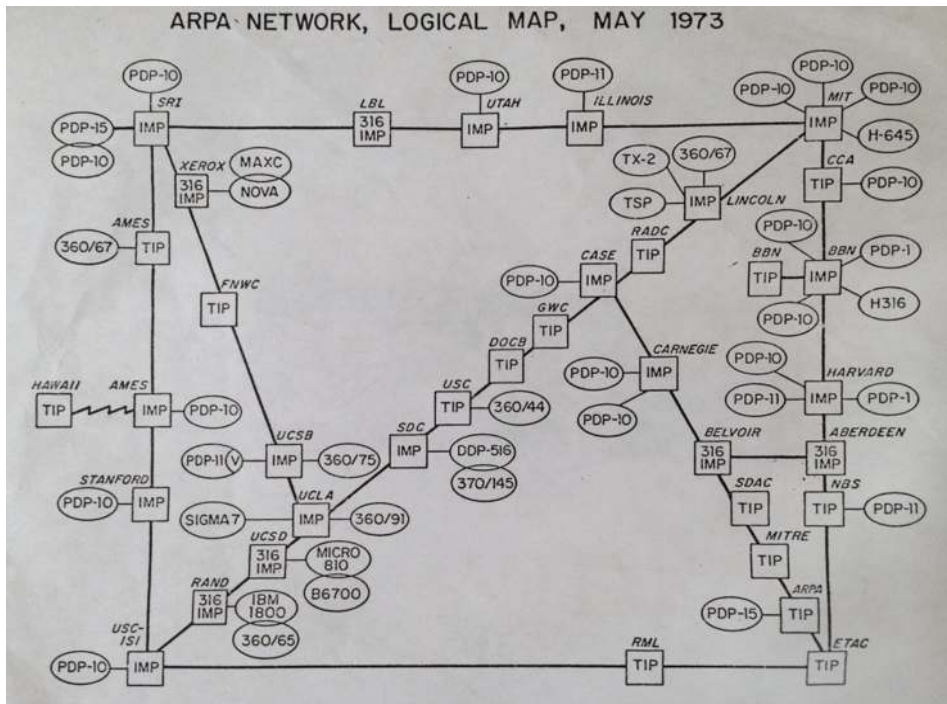 ARPA NETWORK, LOGICAL MAP, MAY 1973
PDP-10
SRI
IMP
PDP-15
PDP-10
LBL
316
IMP
PDP-10
UTAH
IMP
PDP-11
ILLINOIS
IMP
PDP-10
PDP-10
PDP-10
MIT
IMP
H-645
XEROX
316
IMP
MAXC
NOVA
TX-2
360/67
TSP
IMP
LINCOLN
CCA
TIP
PDP-10
AMES
360/67
TIP
RADC
TIP
PDP-10
BBN
TIP
BBN
IMP
PDP-1
PDP-10
H316
CASE
PDP-10
IMP
FNWC
TIP
GWC
TIP
DOCB
TIP
CARNEGIE
PDP-10
IMP
PDP-10
PDP-10
HARVARD
PDP-11
IMP
PDP-1
HAWAII
TIP
AMES
IMP
PDP-10
USC
TIP
360/44
SDC
IMP
DDP-516
370/145
UCSB
PDP-11
V
IMP
360/75
BELVOIR
316
IMP
ABERDEEN
316
IMP
STANFORD
PDP-10
IMP
UCLA
SIGMA 7
IMP
360/91
SDAC
TIP
NBS
TIP
PDP-11
UCSD
316
IMP
MICRO
810
B6700
MITRE
TIP
RAND
316
IMP
IBM
1800
360/65
ARPA
PDP-15
TIP
USC-
ISI
PDP-10
IMP
RML
TIP
ETAC
TIP